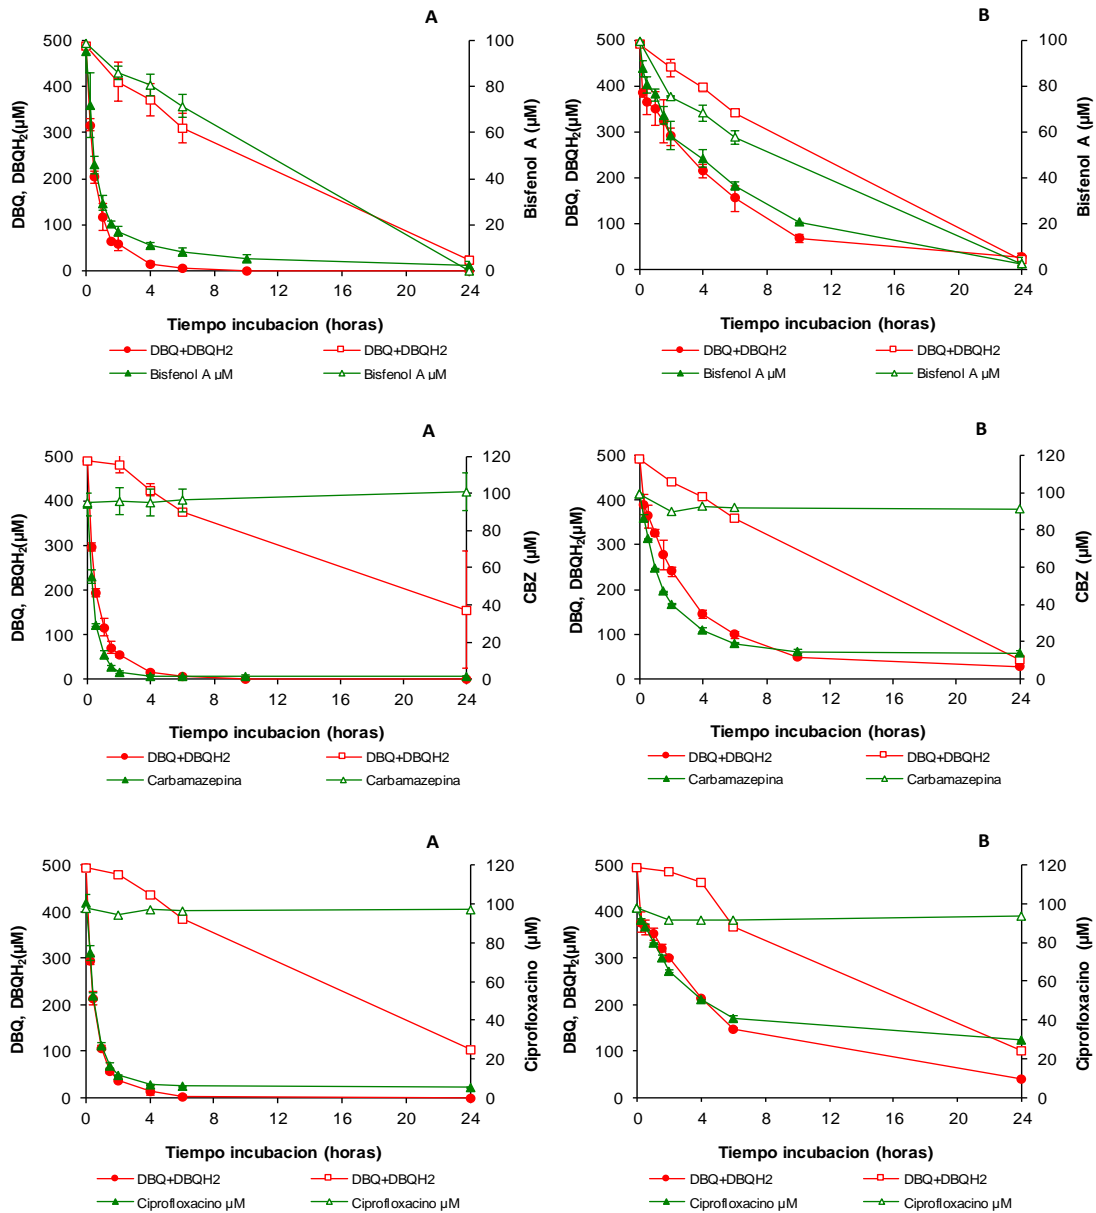 A
500
400
300
200
100
0
DBQ, DBQH₂(µM)
100
80
60
40
20
0
Bisfenol A (µM)
0 4 8 12 16 20 24
Tiempo incubacion (horas)
DBQ+DBQH2 DBQ+DBQH2
Bisfenol A µM Bisfenol A µM
B
500
400
300
200
100
0
DBQ, DBQH₂(µM)
100
80
60
40
20
0
Bisfenol A (µM)
0 4 8 12 16 20 24
Tiempo incubacion (horas)
DBQ+DBQH2 DBQ+DBQH2
Bisfenol A µM Bisfenol A µM
A
500
400
300
200
100
0
DBQ, DBQH₂(µM)
120
100
80
60
40
20
0
CBZ (µM)
0 4 8 12 16 20 24
Tiempo incubacion (horas)
DBQ+DBQH2 DBQ+DBQH2
Carbamazepina Carbamazepina
B
500
400
300
200
100
0
DBQ, DBQH₂(µM)
120
100
80
60
40
20
0
CBZ (µM)
0 4 8 12 16 20 24
Tiempo incubacion (horas)
DBQ+DBQH2 DBQ+DBQH2
Carbamazepina Carbamazepina
A
500
400
300
200
100
0
DBQ, DBQH₂(µM)
120
100
80
60
40
20
0
Ciprofloxacino (µM)
0 4 8 12 16 20 24
Tiempo incubacion (horas)
DBQ+DBQH2 DBQ+DBQH2
Ciprofloxacino µM Ciprofloxacino µM
B
500
400
300
200
100
0
DBQ, DBQH₂(µM)
120
100
80
60
40
20
0
Ciprofloxacino (µM)
0 4 8 12 16 20 24
Tiempo incubacion (horas)
DBQ+DBQH2 DBQ+DBQH2
Ciprofloxacino µM Ciprofloxacino µM